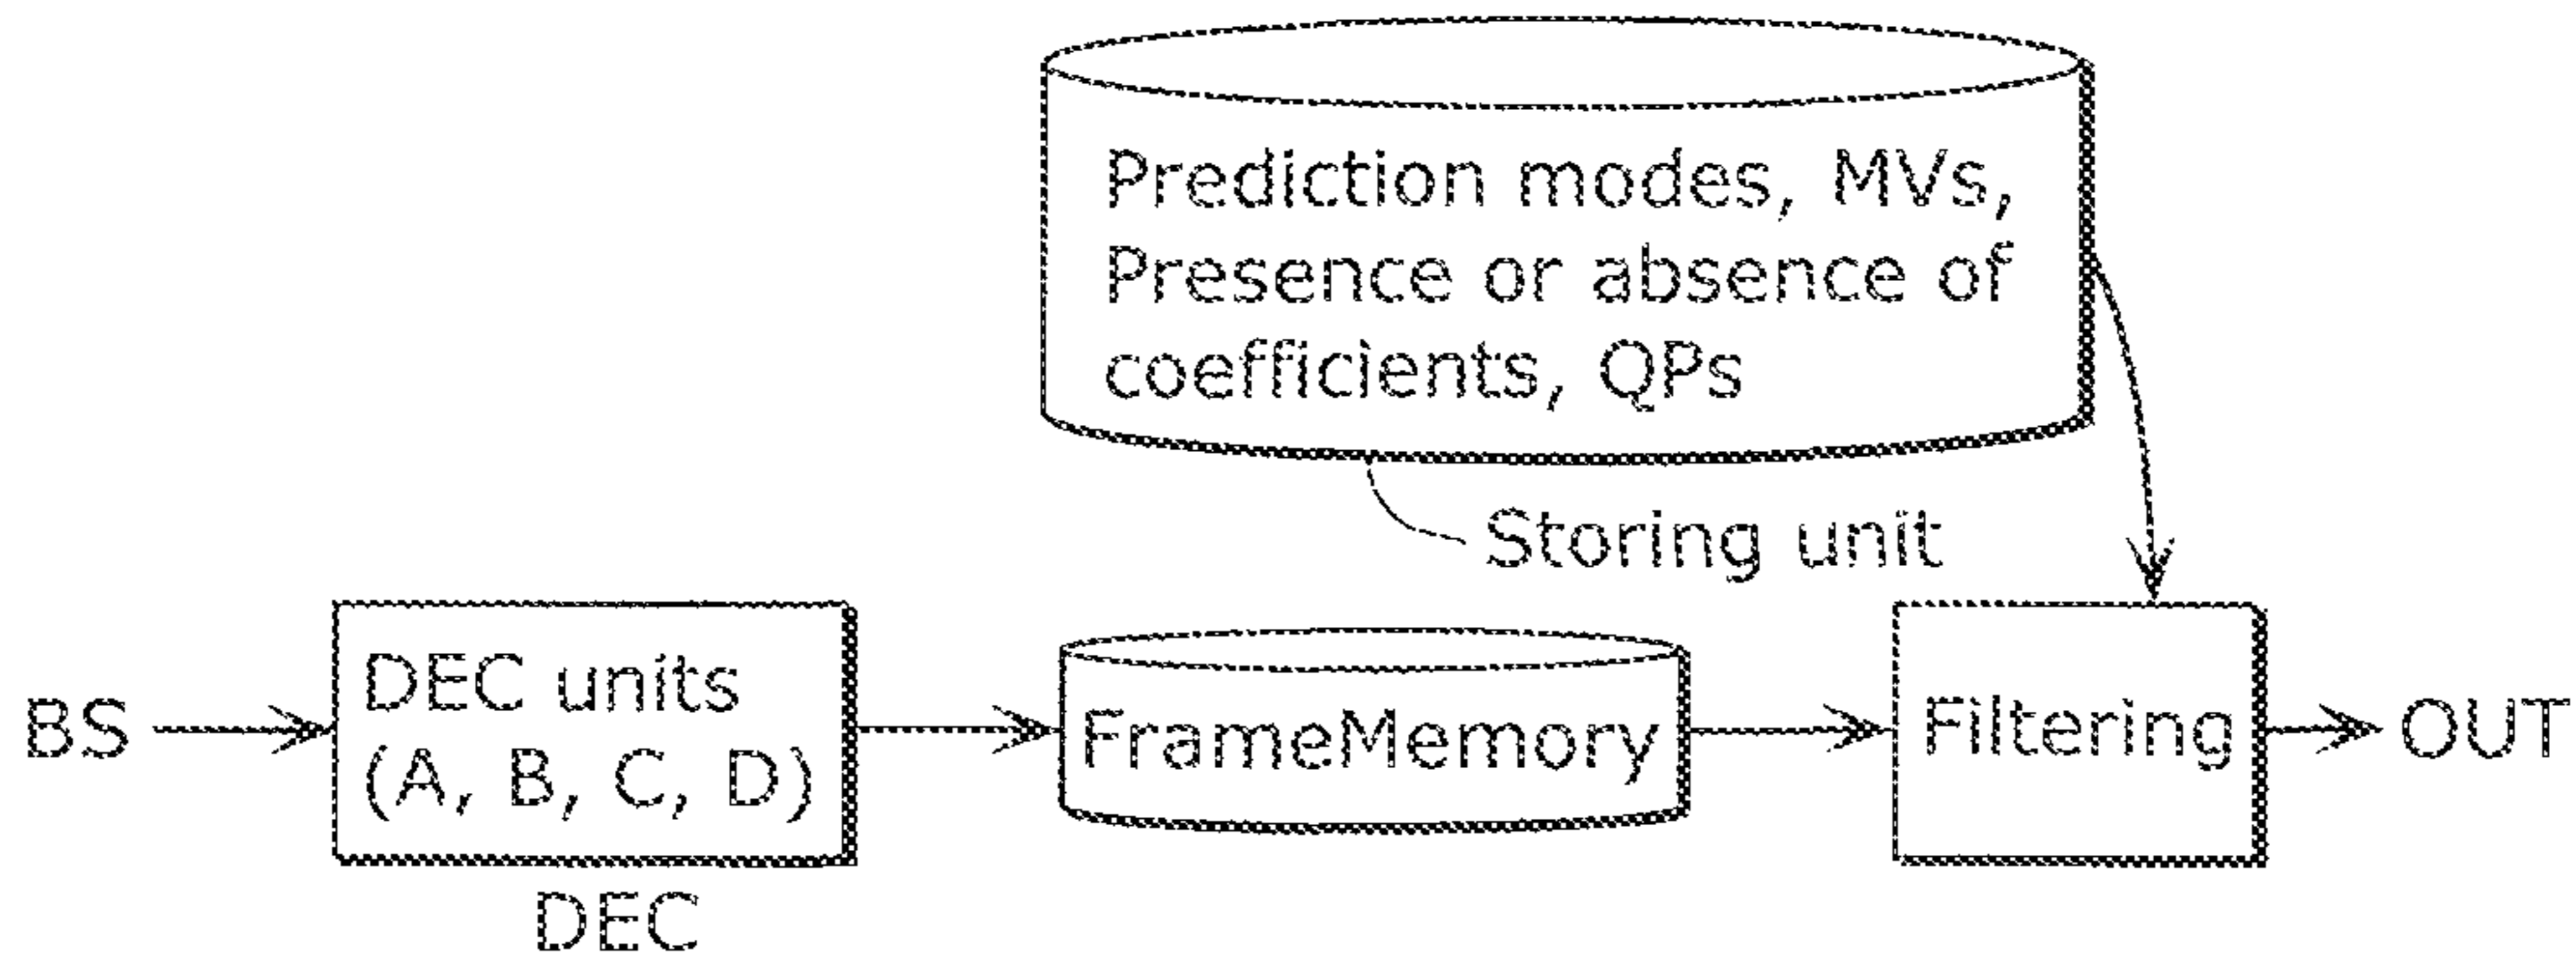 Prediction modes, MVs,
Presence or absence of
coefficients, QPs
Storing unit
BS
DEC units
(A, B, C, D)
DEC
FrameMemory
Filtering
OUT